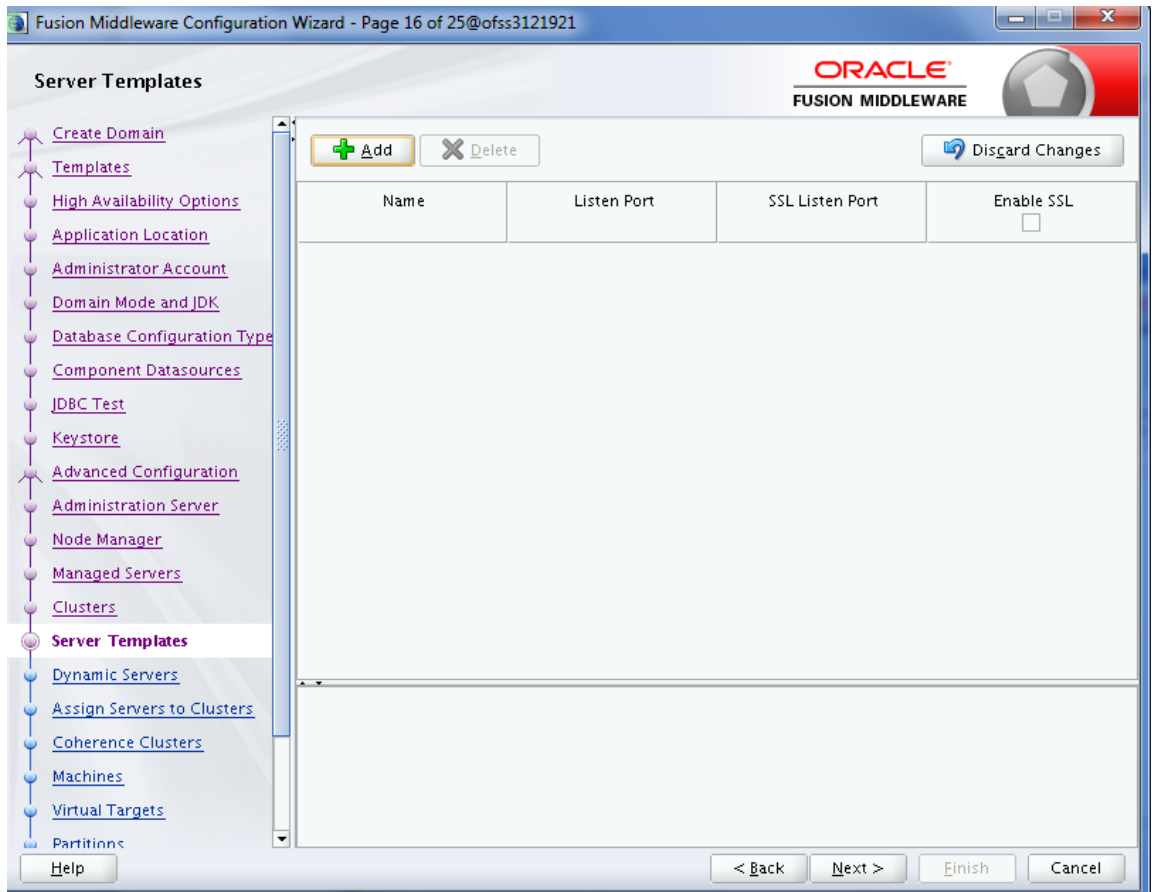 Fusion Middleware Configuration Wizard - Page 16 of 25@ofss3121921
Server Templates
ORACLE
FUSION MIDDLEWARE
Create Domain
Templates
High Availability Options
Application Location
Administrator Account
Domain Mode and JDK
Database Configuration Type
Component Datasources
JDBC Test
Keystore
Advanced Configuration
Administration Server
Node Manager
Managed Servers
Clusters
Server Templates
Dynamic Servers
Assign Servers to Clusters
Coherence Clusters
Machines
Virtual Targets
Partitions
Add Delete Discard Changes
Name Listen Port SSL Listen Port Enable SSL
Help < Back Next > Finish Cancel